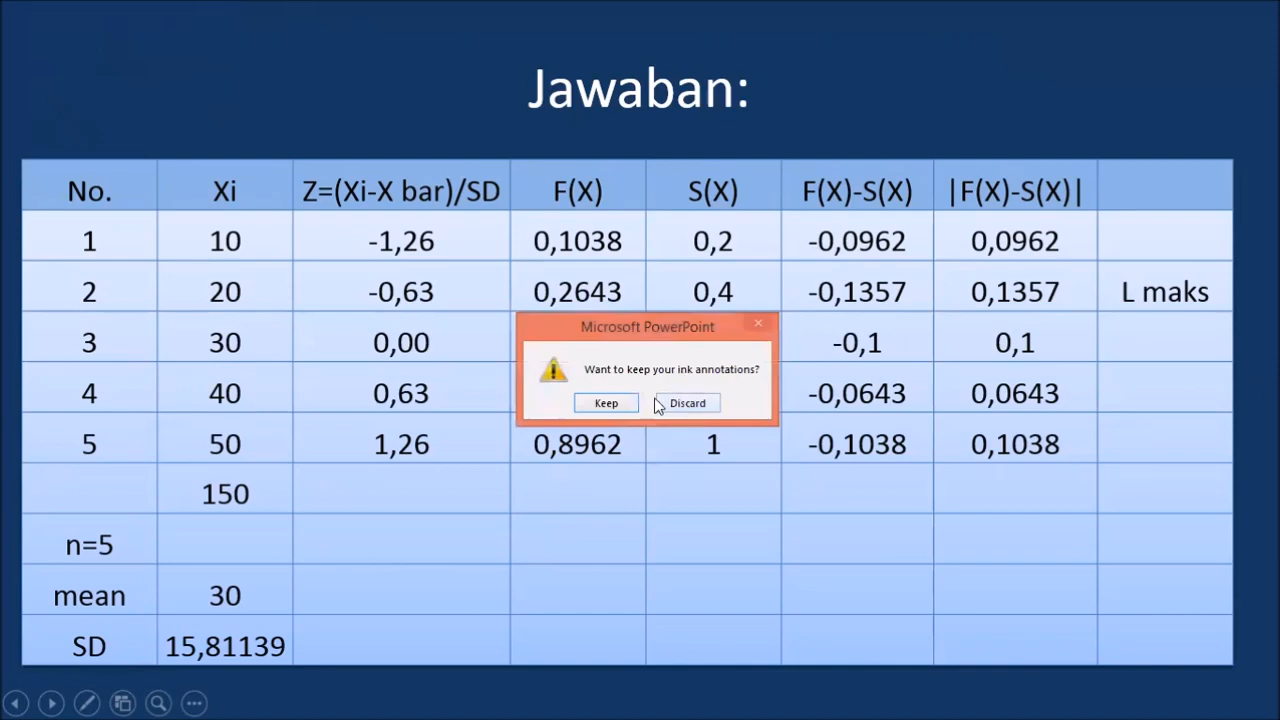 Jawaban:
No. Xi Z=(Xi-X bar)/SD F(X) S(X) F(X)-S(X) |F(X)-S(X)|
1 10 -1,26 0,1038 0,2 -0,0962 0,0962
2 20 -0,63 0,2643 0,4 -0,1357 0,1357 L maks
3 30 0,00 -0,1 0,1
4 40 0,63 -0,0643 0,0643
5 50 1,26 0,8962 1 -0,1038 0,1038
150
n=5
mean 30
SD 15,81139
Microsoft PowerPoint
Want to keep your ink annotations?
Keep Discard